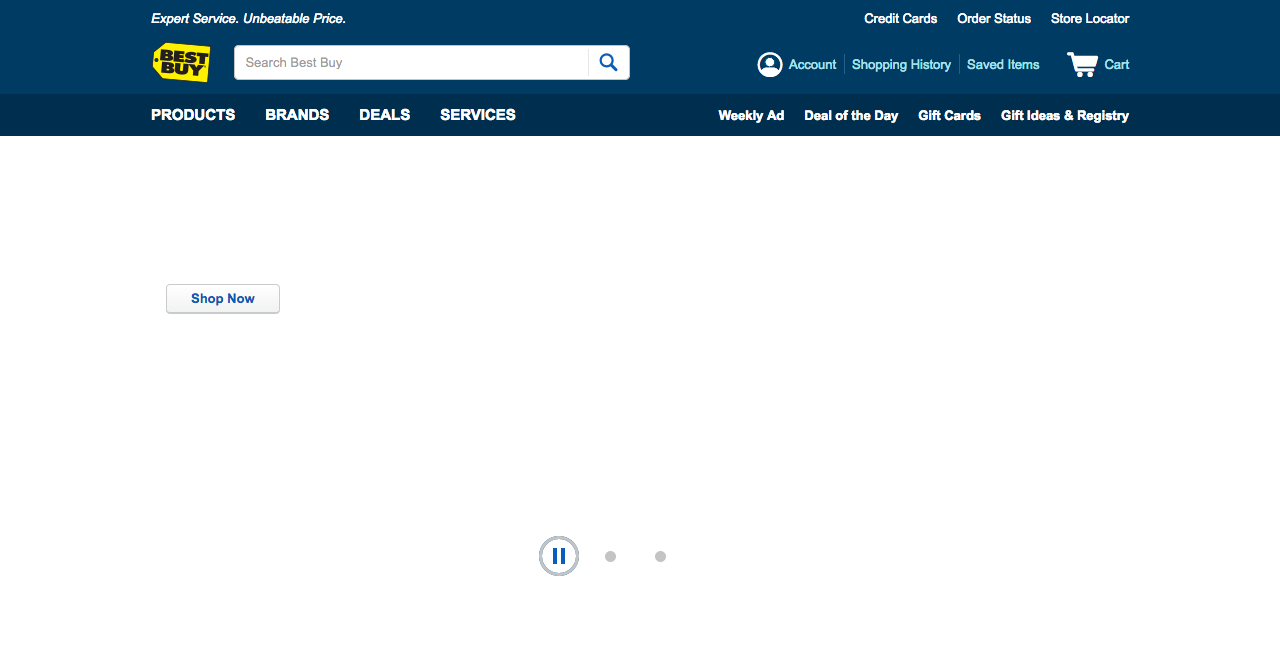 Expert Service. Unbeatable Price.
Credit Cards Order Status Store Locator
BEST BUY
Search Best Buy
Account Shopping History Saved Items Cart
PRODUCTS BRANDS DEALS SERVICES
Weekly Ad Deal of the Day Gift Cards Gift Ideas & Registry
Shop Now